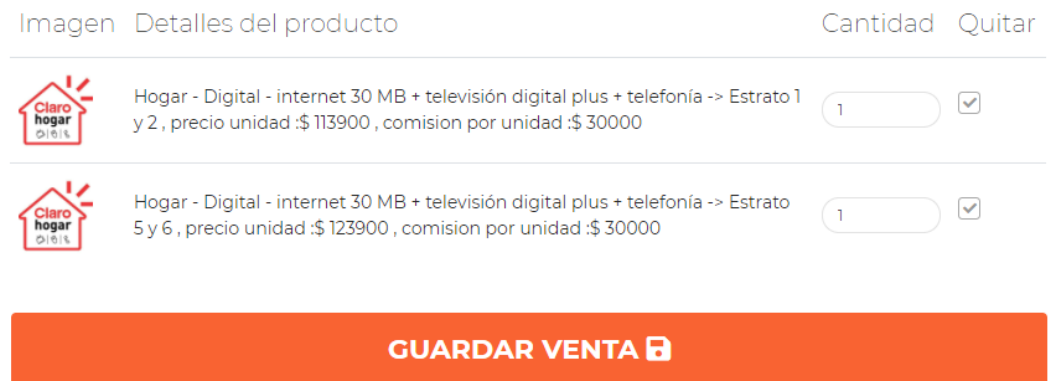 Imagen Detalles del producto Cantidad Quitar
Claro
hogar
Hogar - Digital - internet 30 MB + televisión digital plus + telefonía -> Estrato 1
y 2 , precio unidad :$ 113900 , comision por unidad :$ 30000
1
Claro
hogar
Hogar - Digital - internet 30 MB + televisión digital plus + telefonía -> Estrato
5 y 6 , precio unidad :$ 123900 , comision por unidad :$ 30000
1
GUARDAR VENTA